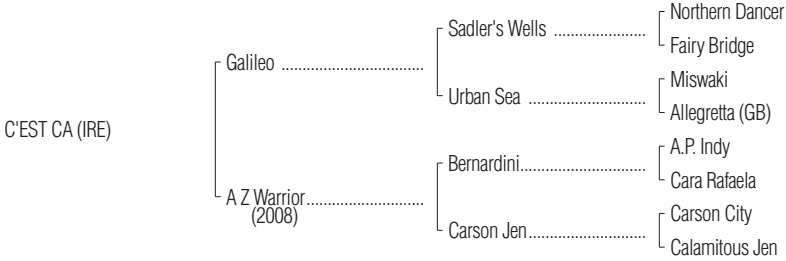 Northern Dancer
Sadler's Wells ........................
Fairy Bridge
Galileo .....................................
Miswaki
Urban Sea ...............................
Allegretta (GB)
C'EST CA (IRE)
A.P. Indy
Bernardini.................................
Cara Rafaela
A Z Warrior...............................
(2008)
Carson City
Carson Jen...............................
Calamitous Jen